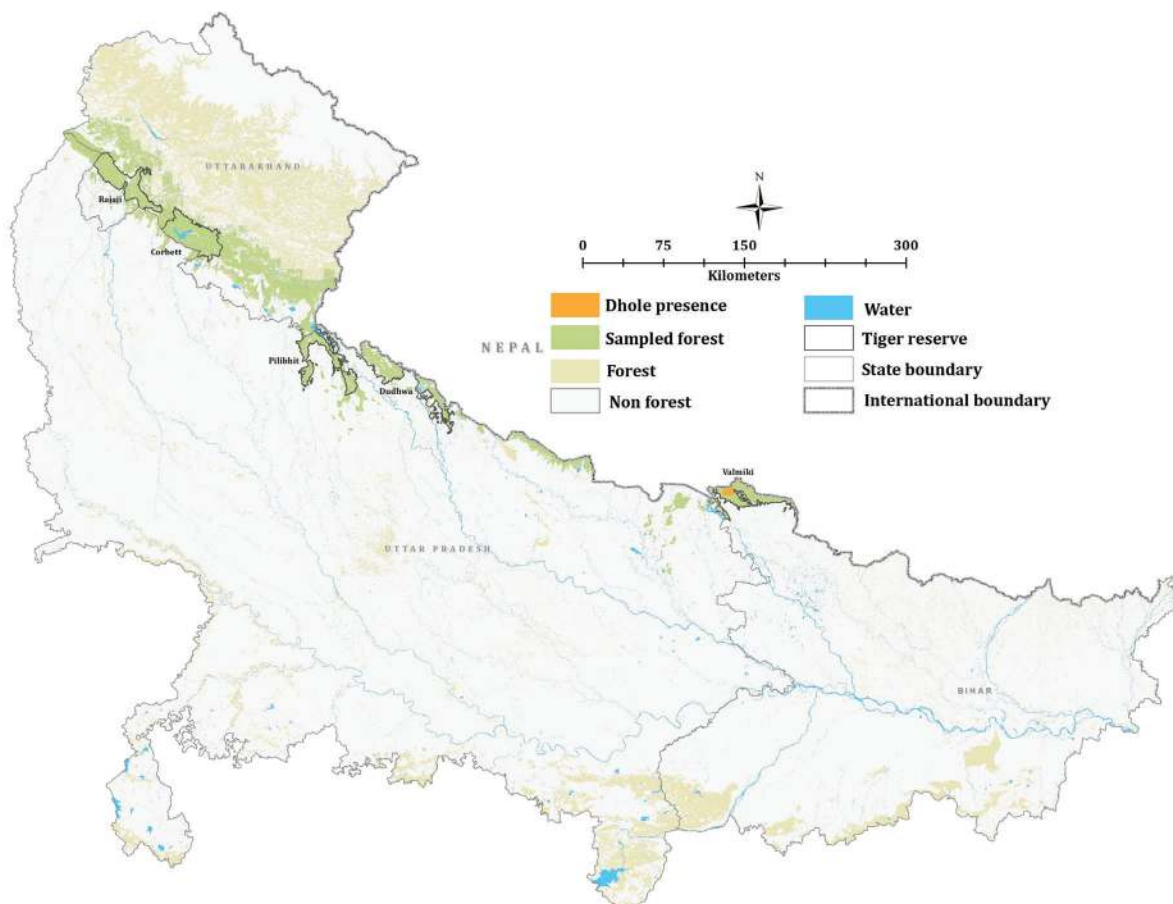 UTTARAKHAND
N
Rajaji
Corbett
0 75 150 300
Kilometers
Dhole presence
Sampled forest
Forest
Non forest
Water
Tiger reserve
State boundary
International boundary
NEPAL
Pilibhit
Dudhwa
Valmiki
UTTAR PRADESH
BIHAR